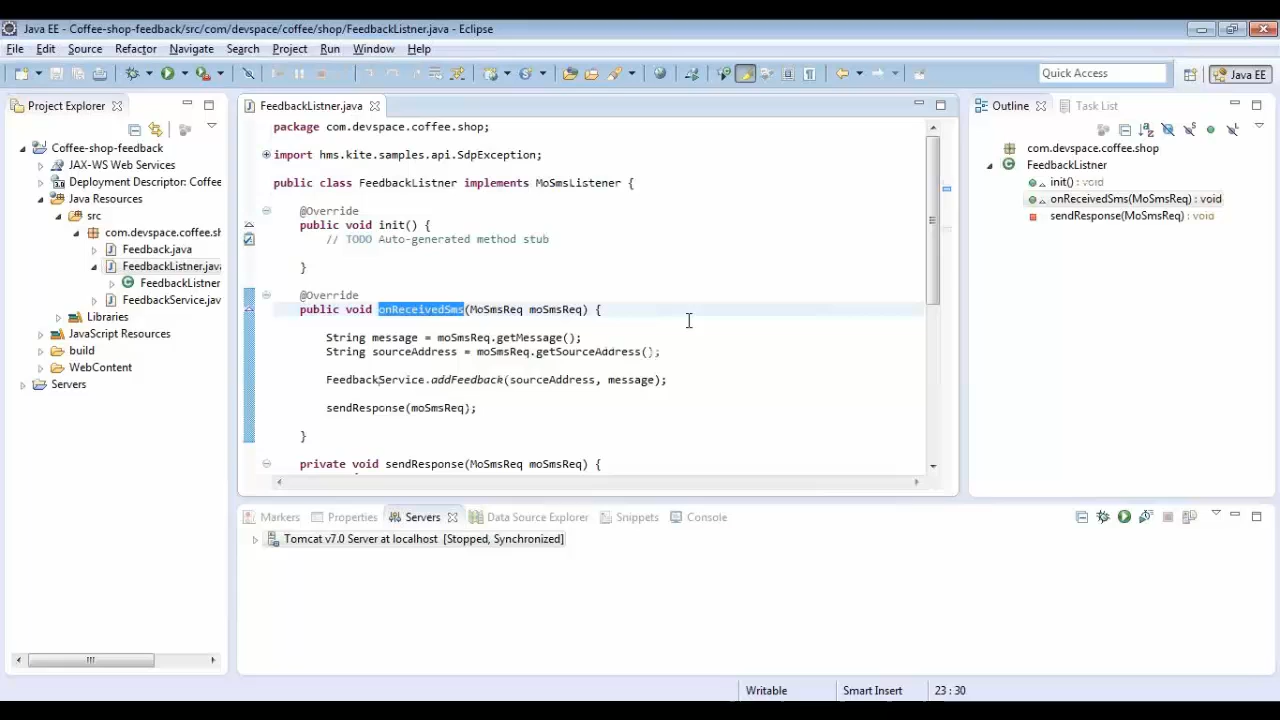 Java EE - Coffee-shop-feedback/src/com/devspace/coffee/shop/FeedbackListner.java - Eclipse
File Edit Source Refactor Navigate Search Project Run Window Help
Quick Access
Java EE
Project Explorer
Coffee-shop-feedback
JAX-WS Web Services
Deployment Descriptor: Coffee
Java Resources
src
com.devspace.coffee.sh
Feedback.java
FeedbackListner.java
FeedbackListner
FeedbackService.jav
Libraries
JavaScript Resources
build
WebContent
Servers
FeedbackListner.java
package com.devspace.coffee.shop;
import hms.kite.samples.api.SdpException;
public class FeedbackListner implements MoSmsListener {
@Override
public void init() {
// TODO Auto-generated method stub
}
@Override
public void onReceivedSms(MoSmsReq moSmsReq) {
String message = moSmsReq.getMessage();
String sourceAddress = moSmsReq.getSourceAddress();
FeedbackService.addFeedback(sourceAddress, message);
sendResponse(moSmsReq);
}
private void sendResponse(MoSmsReq moSmsReq) {
Outline Task List
com.devspace.coffee.shop
FeedbackListner
init() : void
onReceivedSms(MoSmsReq) : void
sendResponse(MoSmsReq) : void
Markers Properties Servers Data Source Explorer Snippets Console
Tomcat v7.0 Server at localhost [Stopped, Synchronized]
Writable Smart Insert 23 : 30